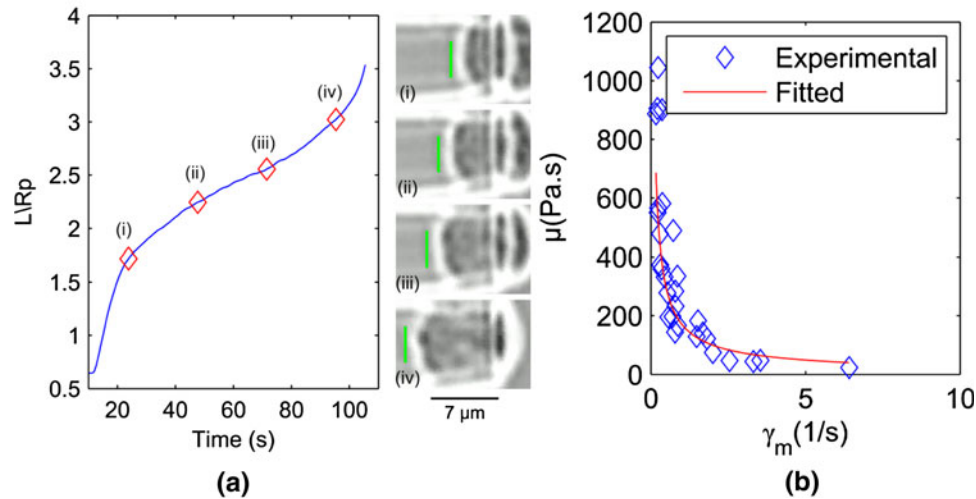 (a)
4
3.5
3
2.5
2
1.5
1
0.5
L\Rp
(i)
(ii)
(iii)
(iv)
20
40
60
80
100
Time (s)
(i)
(ii)
(iii)
(iv)
7 µm
(a)
b)
1200
1000
800
600
400
200
0
μ(Pa.s)
Experimental
Fitted
0
5
10
γm(1/s)
(b)